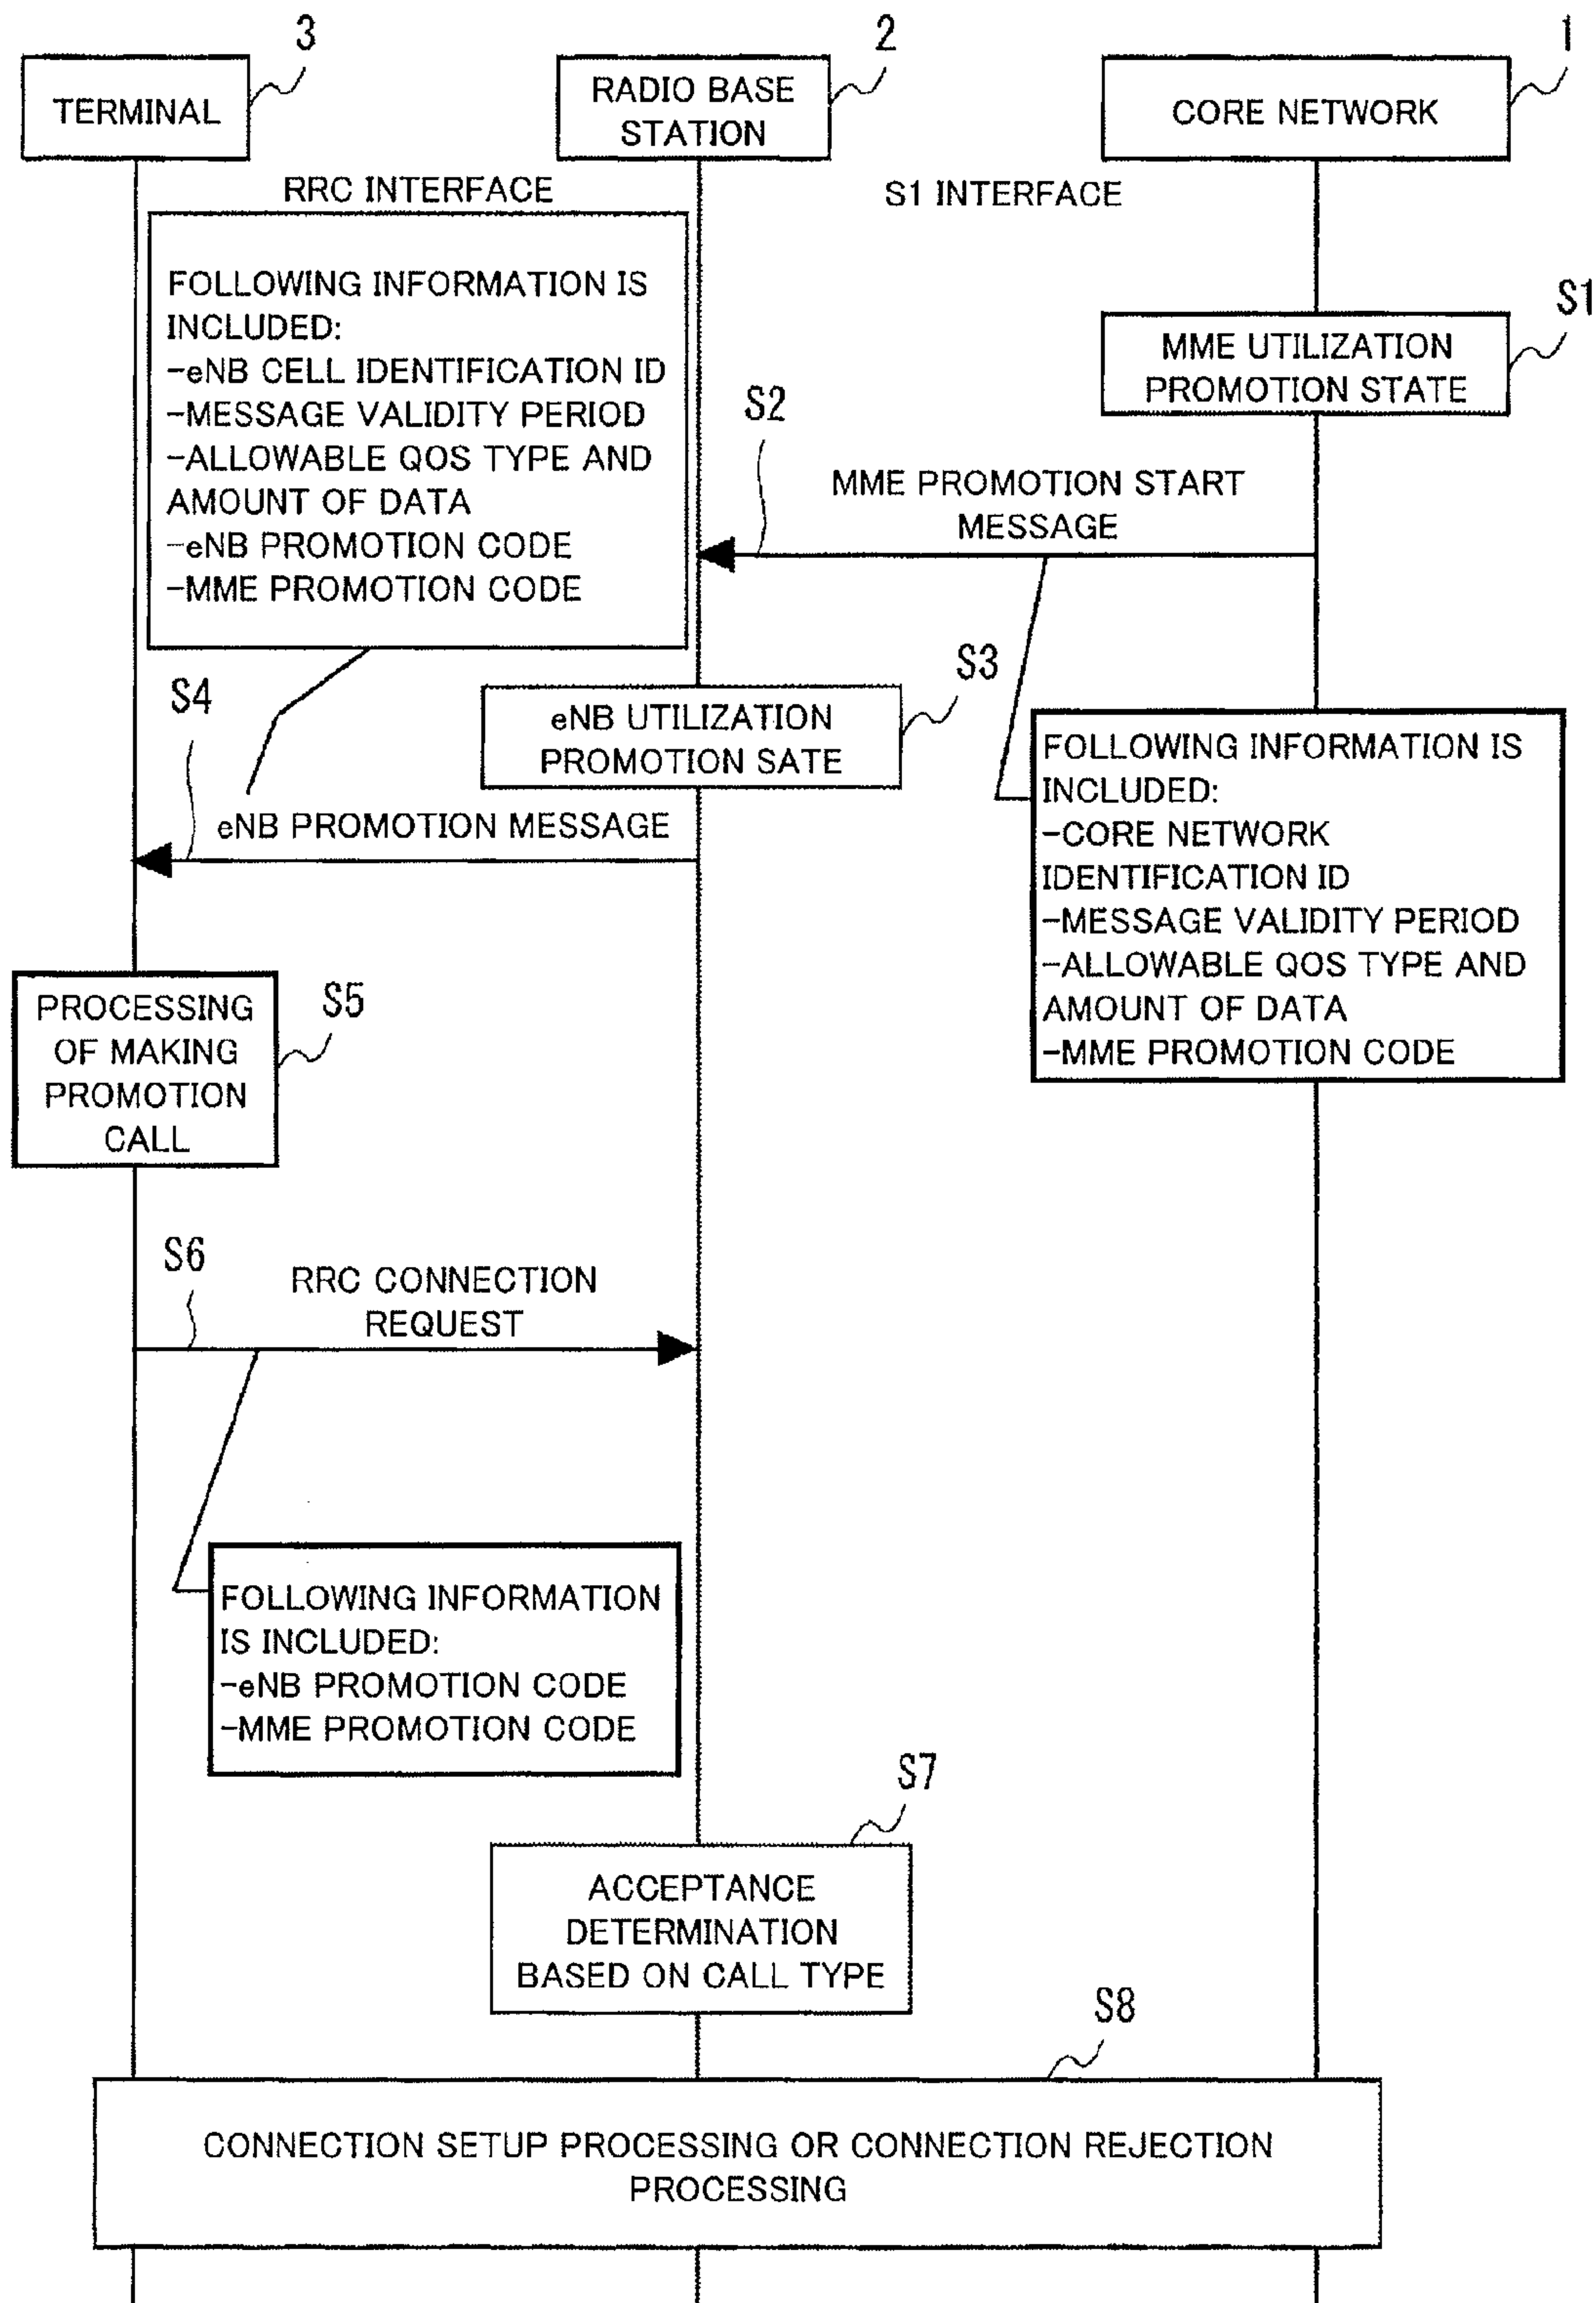 3
2
1
TERMINAL
RADIO BASE
STATION
CORE NETWORK
RRC INTERFACE
S1 INTERFACE
FOLLOWING INFORMATION IS
INCLUDED:
-eNB CELL IDENTIFICATION ID
-MESSAGE VALIDITY PERIOD
-ALLOWABLE QOS TYPE AND
AMOUNT OF DATA
-eNB PROMOTION CODE
-MME PROMOTION CODE
S1
MME UTILIZATION
PROMOTION STATE
S2
MME PROMOTION START
MESSAGE
S3
eNB UTILIZATION
PROMOTION SATE
FOLLOWING INFORMATION IS
INCLUDED:
-CORE NETWORK
IDENTIFICATION ID
-MESSAGE VALIDITY PERIOD
-ALLOWABLE QOS TYPE AND
AMOUNT OF DATA
-MME PROMOTION CODE
S4
eNB PROMOTION MESSAGE
S5
PROCESSING
OF MAKING
PROMOTION
CALL
S6
RRC CONNECTION
REQUEST
FOLLOWING INFORMATION
IS INCLUDED:
-eNB PROMOTION CODE
-MME PROMOTION CODE
S7
ACCEPTANCE
DETERMINATION
BASED ON CALL TYPE
S8
CONNECTION SETUP PROCESSING OR CONNECTION REJECTION
PROCESSING